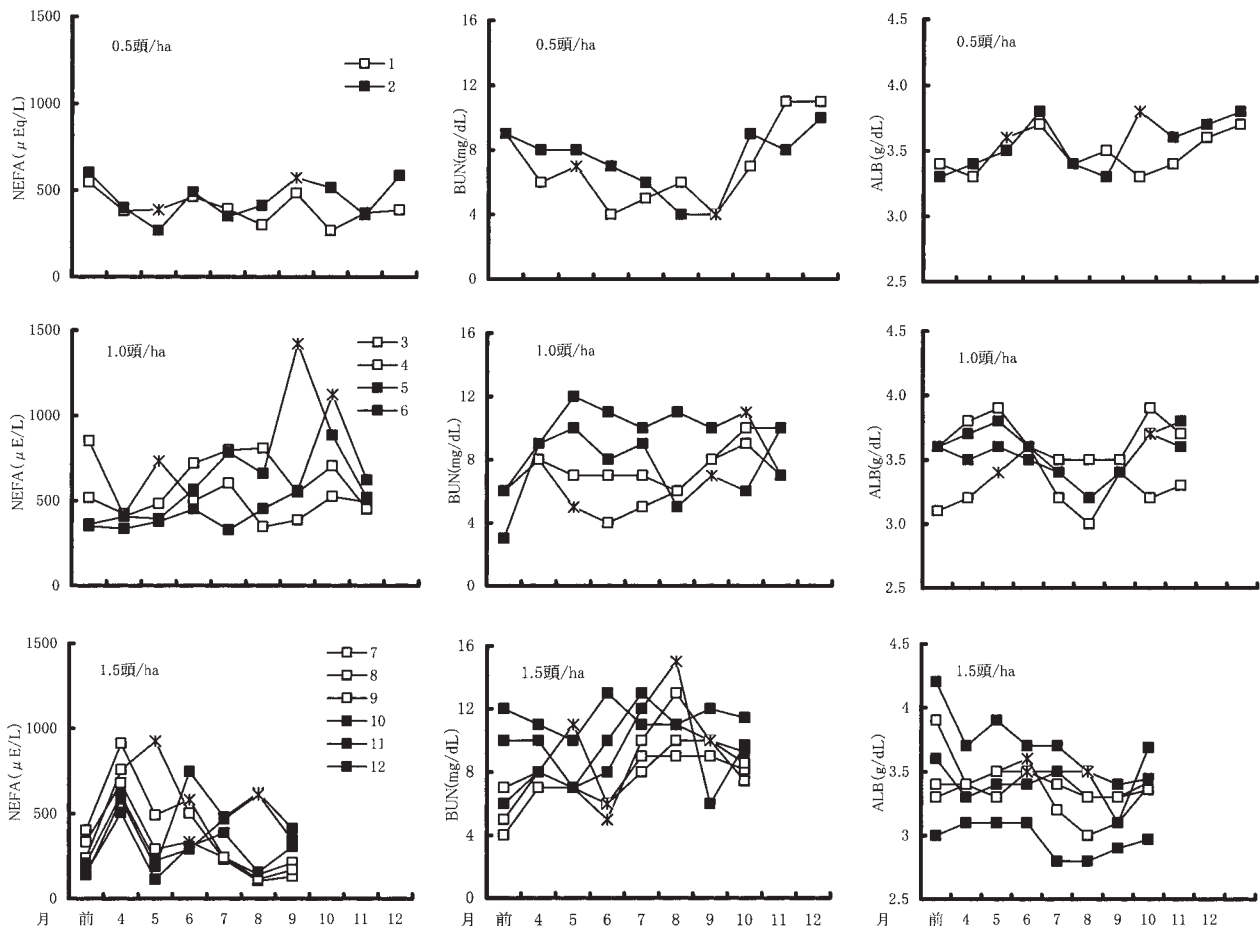 1500
1000
500
0
NEFA(μEq/L)
0.5頭/ha
1
2
16
12
8
4
0
BUN(mg/dL)
0.5頭/ha
4.5
4.0
3.5
3.0
2.5
ALB(g/dL)
0.5頭/ha
1500
1000
500
0
NEFA(μE/L)
1.0頭/ha
3
4
5
6
16
12
8
4
0
BUN(mg/dL)
1.0頭/ha
4.5
4.0
3.5
3.0
2.5
ALB(g/dL)
1.0頭/ha
1500
1000
500
0
NEFA(μE/L)
1.5頭/ha
7
8
9
10
11
12
月 前 4 5 6 7 8 9 10 11 12
16
12
8
4
0
BUN(mg/dL)
1.5頭/ha
月 前 4 5 6 7 8 9 10 11 12
4.5
4
3.5
3
2.5
ALB(g/dL)
1.5頭/ha
月 前 4 5 6 7 8 9 10 11 12